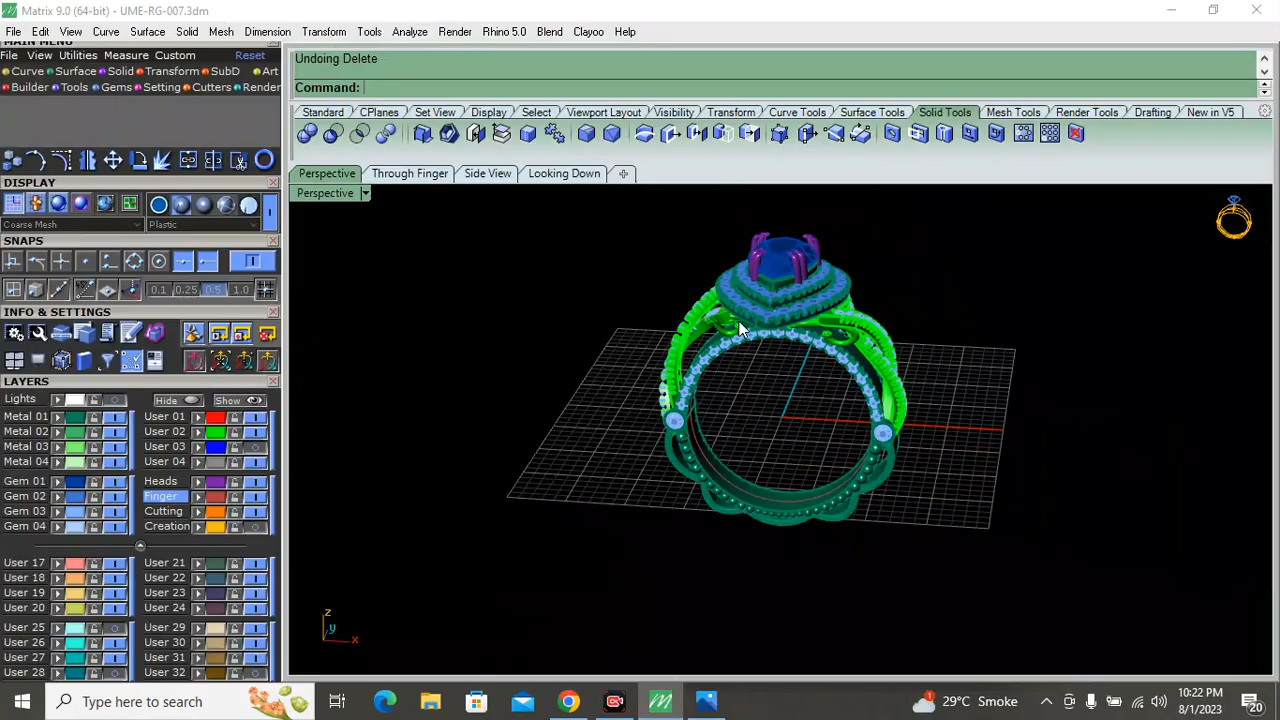 Matrix 9.0 (64-bit) - UME-RG-007.3dm
File Edit View Curve Surface Solid Mesh Dimension Transform Tools Analyze Render Rhino 5.0 Blend Clayoo Help
MAIN MENU
File View Utilities Measure Custom Reset
Curve Surface Solid Transform SubD Art
Builder Tools Gems Setting Cutters Render
Undoing Delete
Command:
Standard CPlanes Set View Display Select Viewport Layout Visibility Transform Curve Tools Surface Tools Solid Tools Mesh Tools Render Tools Drafting New in V5
Perspective Through Finger Side View Looking Down
Perspective
DISPLAY
Coarse Mesh Plastic
SNAPS
0.1 0.25 0.5 1.0
INFO & SETTINGS
LAYERS
Lights Hide Show
Metal 01 User 01
Metal 02 User 02
Metal 03 User 03
Metal 04 User 04
Gem 01 Heads
Gem 02 Finger
Gem 03 Cutting
Gem 04 Creation
User 17 User 21
User 18 User 22
User 19 User 23
User 20 User 24
User 25 User 29
User 26 User 30
User 27 User 31
User 28 User 32
z
y
x
Type here to search
1
29°C Smoke
10:22 PM
8/1/2023
20